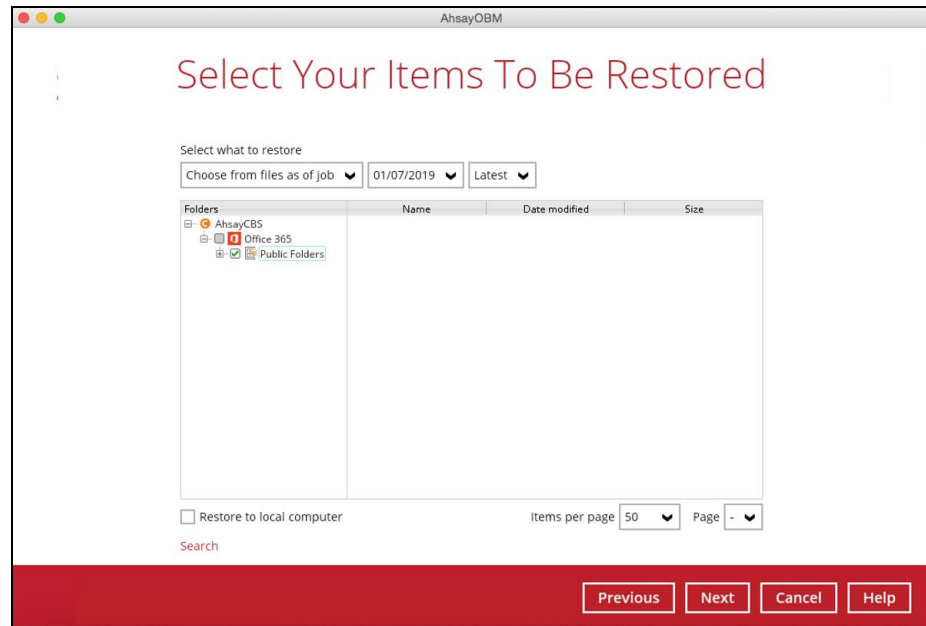 AhsayOBM
Select Your Items To Be Restored
Select what to restore
Choose from files as of job 01/07/2019 Latest
Folders Name Date modified Size
AhsayCBS
Office 365
Public Folders
Restore to local computer Items per page 50 Page -
Search
Previous Next Cancel Help